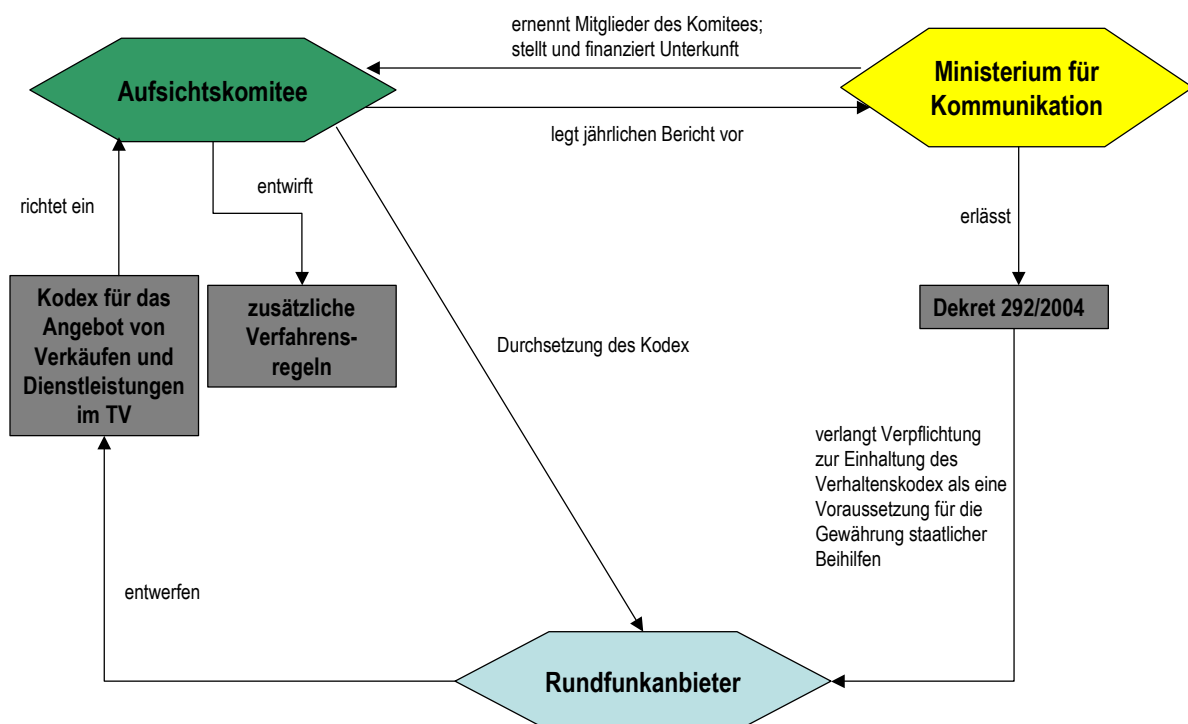 ernennt Mitglieder des Komitees;
stellt und finanziert Unterkunft
Aufsichtskomitee
Ministerium für
Kommunikation
legt jährlichen Bericht vor
entwirft
richtet ein
erlässt
Kodex für das
Angebot von
Verkäufen und
Dienstleistungen
im TV
zusätzliche
Verfahrens-
regeln
Dekret 292/2004
Durchsetzung des Kodex
verlangt Verpflichtung
zur Einhaltung des
Verhaltenskodex als eine
Voraussetzung für die
Gewährung staatlicher
Beihilfen
entwerfen
Rundfunkanbieter